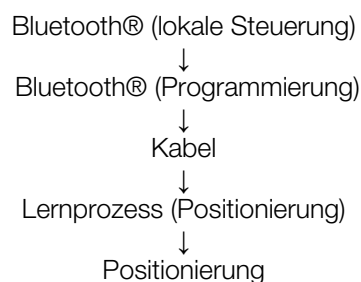 Bluetooth® (lokale Steuerung)
↓
Bluetooth® (Programmierung)
↓
Kabel
↓
Lernprozess (Positionierung)
↓
Positionierung